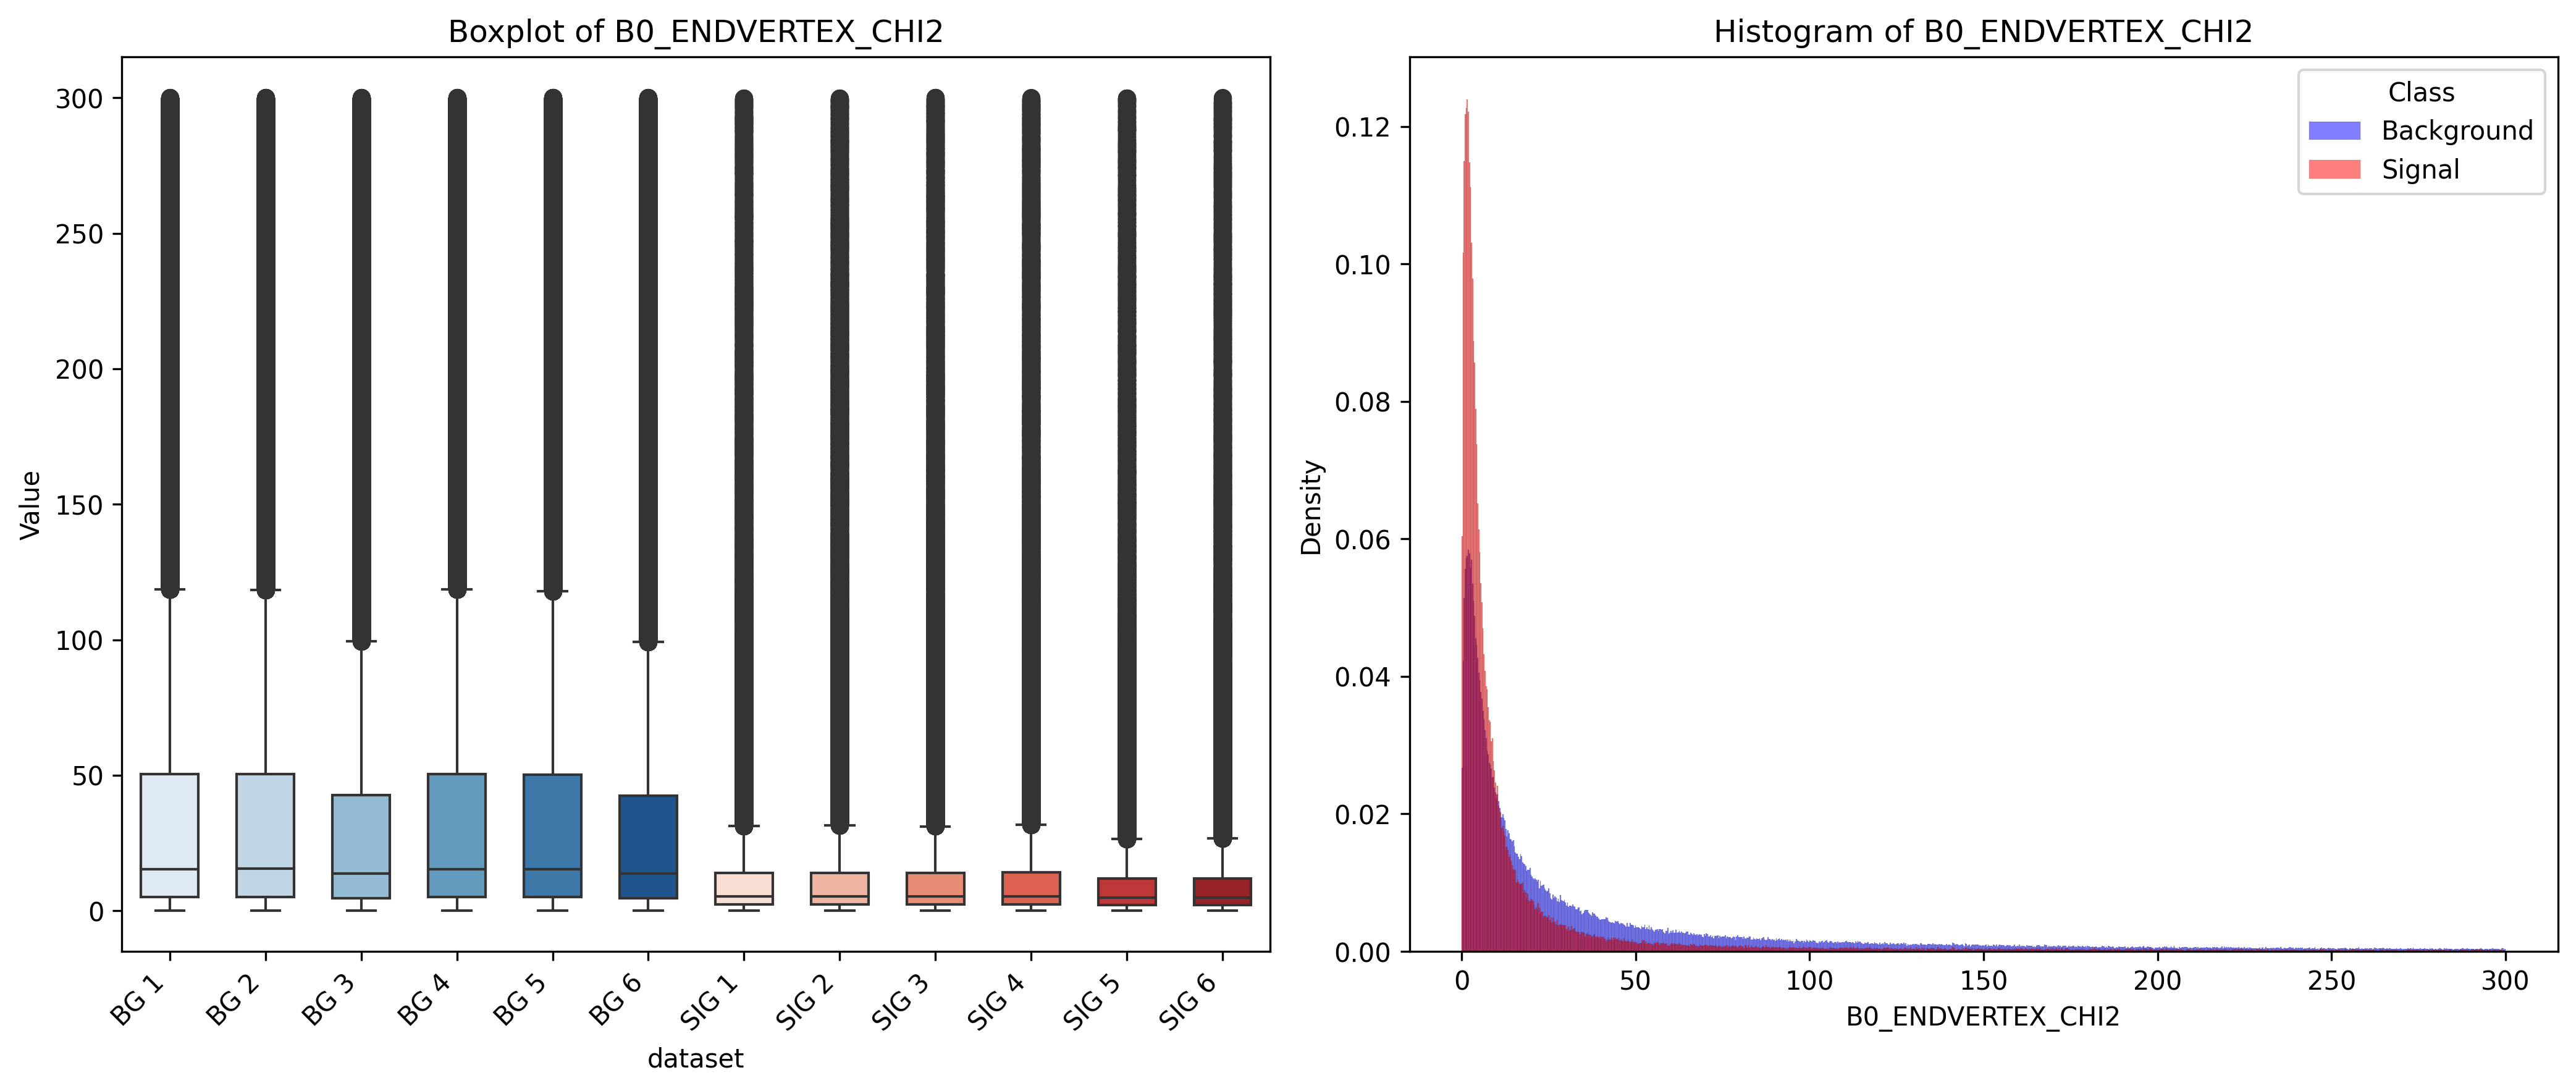 Boxplot of B0_ENDVERTEX_CHI2
Value
300
250
200
150
100
50
0
BG 1
BG 2
BG 3
BG 4
BG 5
BG 6
SIG 1
SIG 2
SIG 3
SIG 4
SIG 5
SIG 6
dataset
Histogram of B0_ENDVERTEX_CHI2
Class
Background
Signal
Density
0.12
0.10
0.08
0.06
0.04
0.02
0.00
0
50
100
150
200
250
300
B0_ENDVERTEX_CHI2